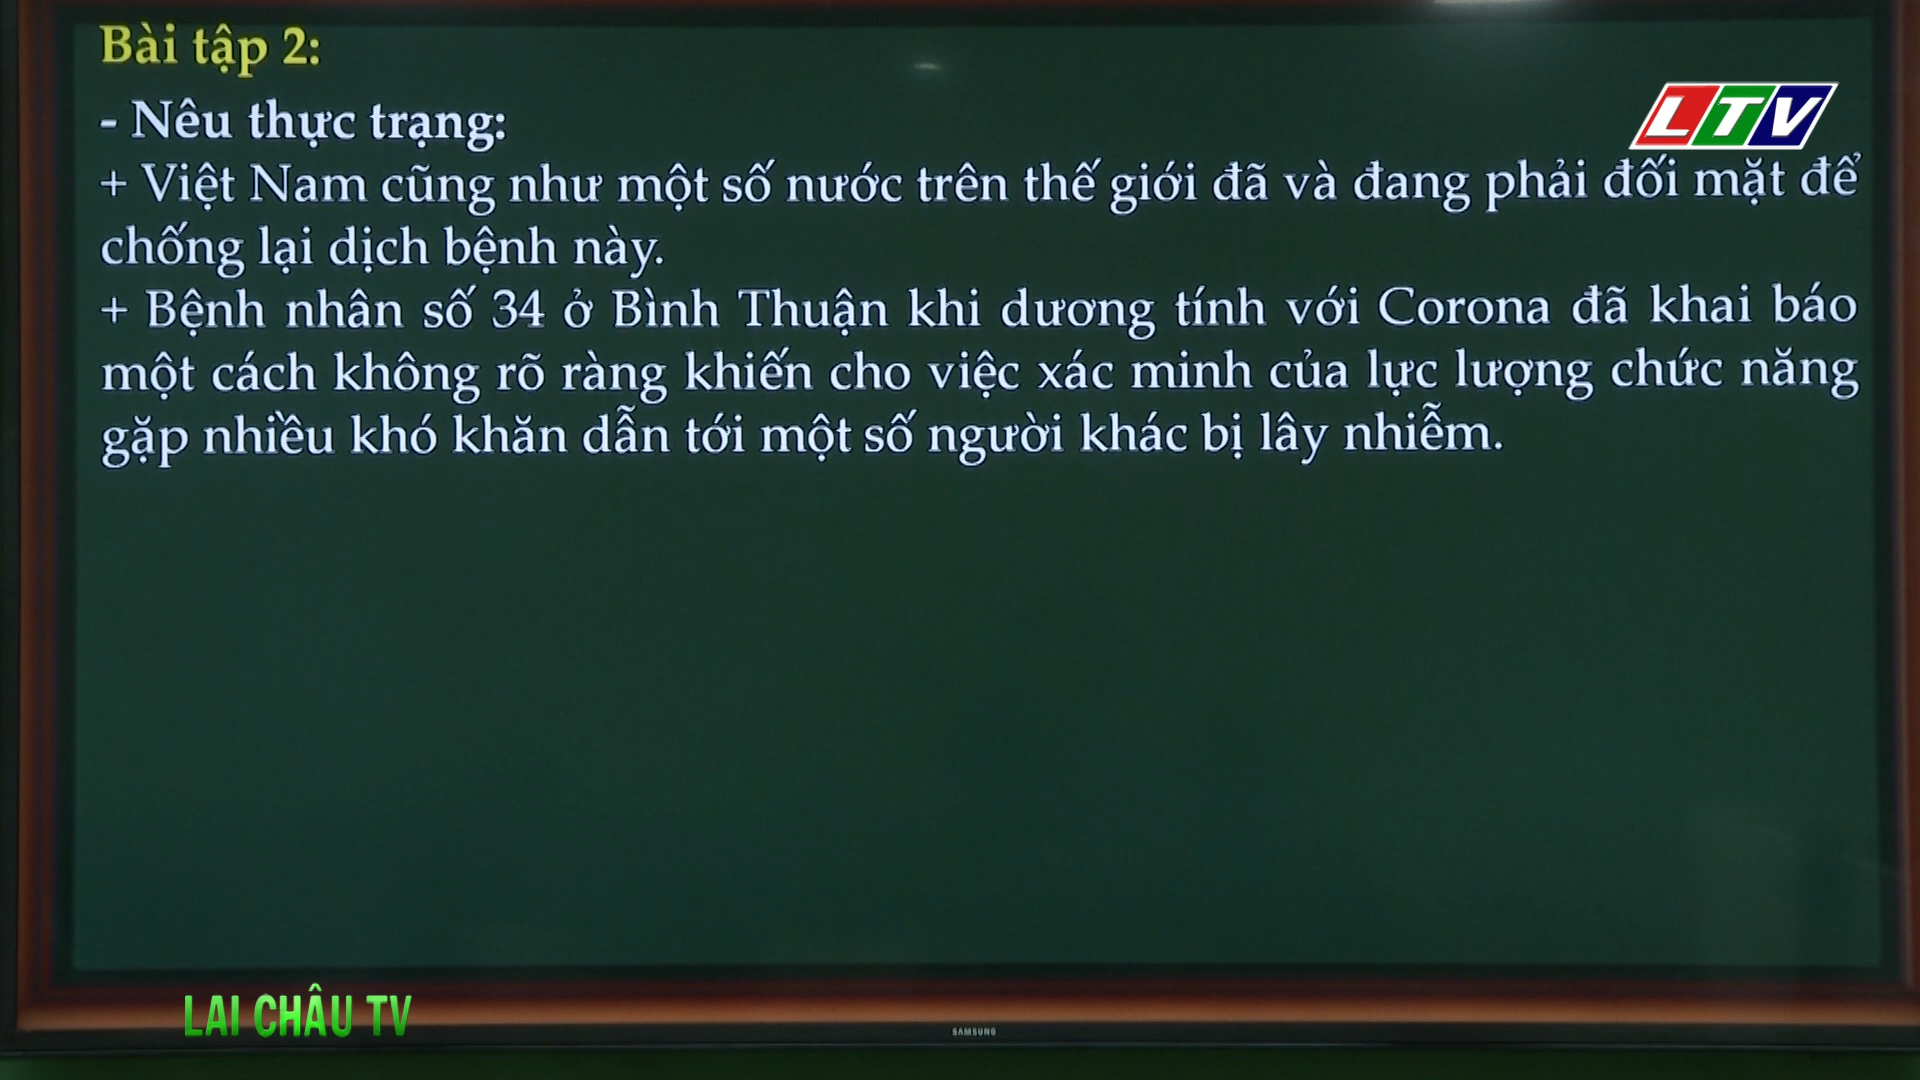 Bài tập 2:
- Nêu thực trạng:
LTV
+ Việt Nam cũng như một số nước trên thế giới đã và đang phải đối mặt để
chống lại dịch bệnh này.
+ Bệnh nhân số 34 ở Bình Thuận khi dương tính với Corona đã khai báo
một cách không rõ ràng khiến cho việc xác minh của lực lượng chức năng
gặp nhiều khó khăn dẫn tới một số người khác bị lây nhiễm.
LAI CHÂU TV
SAMSUNG